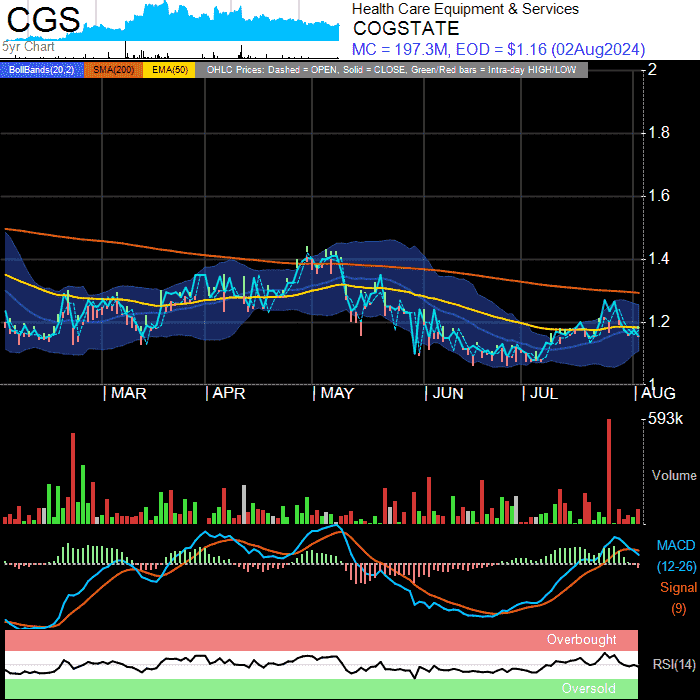 CGS
5yr Chart
Health Care Equipment & Services
COGSTATE
MC = 197.3M, EOD = $1.16 (02Aug2024)
BollBands(20,2) SMA(200) EMA(50) OHLC Prices: Dashed = OPEN, Solid = CLOSE, Green/Red bars = Intra-day HIGH/LOW
2
1.8
1.6
1.4
1.2
1
MAR APR MAY JUN JUL AUG
593k
Volume
MACD
(12-26)
Signal
(9)
Overbought
RSI(14)
Oversold